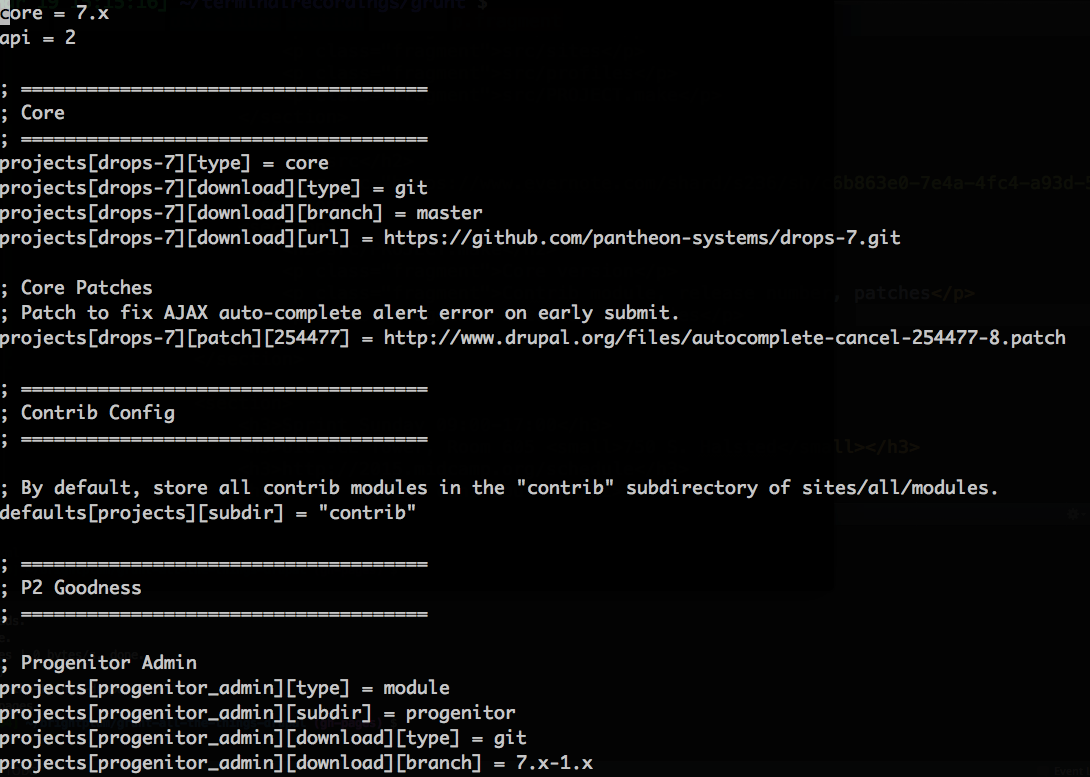 core = 7.x
api = 2
; =====================================
; Core
; =====================================
projects[drops-7][type] = core
projects[drops-7][download][type] = git
projects[drops-7][download][branch] = master
projects[drops-7][download][url] = https://github.com/pantheon-systems/drops-7.git
; Core Patches
; Patch to fix AJAX auto-complete alert error on early submit.
projects[drops-7][patch][254477] = http://www.drupal.org/files/autocomplete-cancel-254477-8.patch
; =====================================
; Contrib Config
; =====================================
; By default, store all contrib modules in the "contrib" subdirectory of sites/all/modules.
defaults[projects][subdir] = "contrib"
; =====================================
; P2 Goodness
; =====================================
; Progenitor Admin
projects[progenitor_admin][type] = module
projects[progenitor_admin][subdir] = progenitor
projects[progenitor_admin][download][type] = git
projects[progenitor_admin][download][branch] = 7.x-1.x